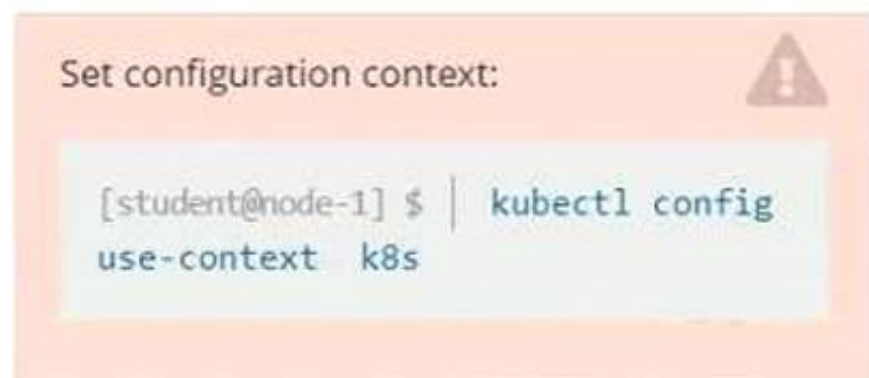 Set configuration context:
[student@node-1] $ | kubectl config
use-context k8s